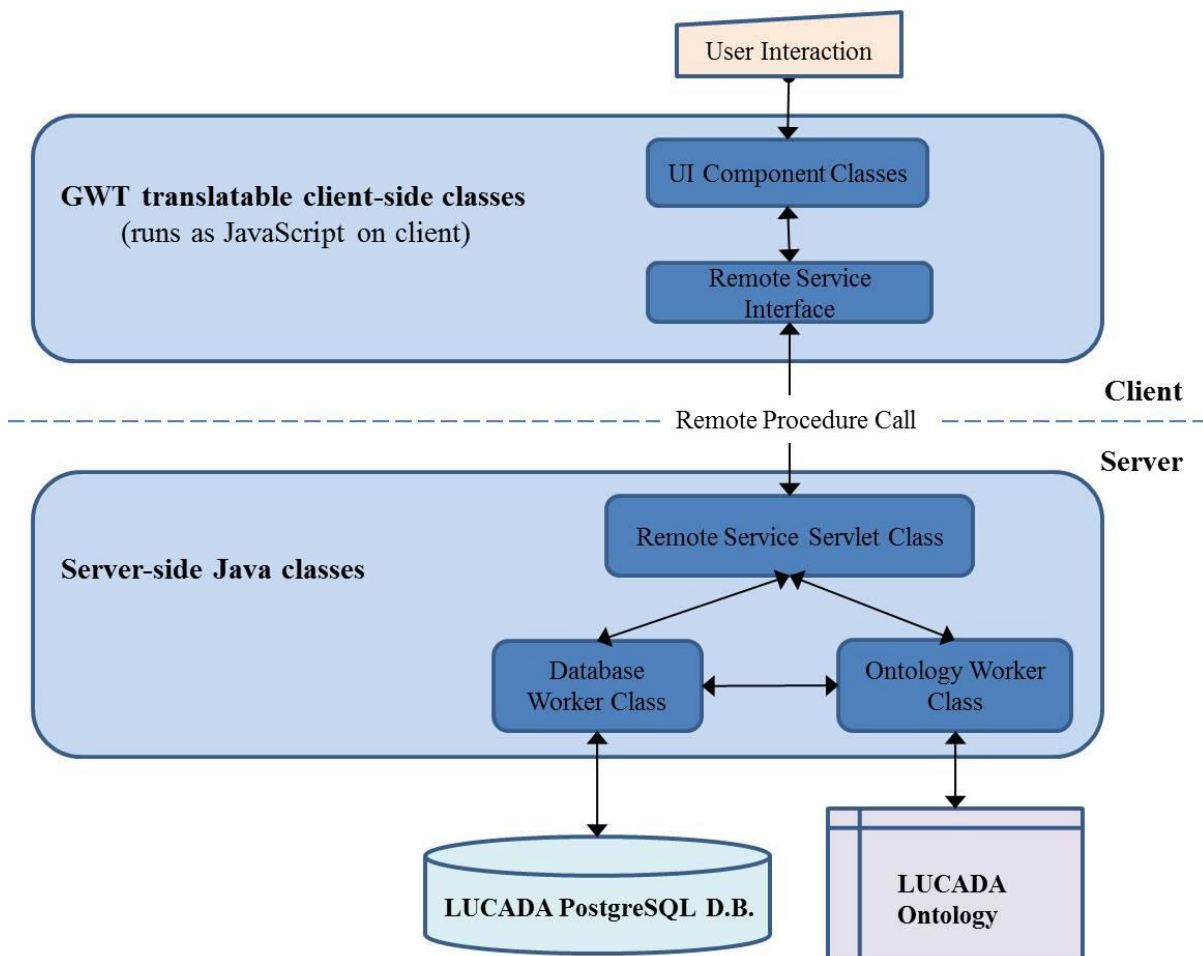 User Interaction
UI Component Classes
GWT translatable client-side classes
(runs as JavaScript on client)
Remote Service
Interface
Client
Remote Procedure Call
Server
Remote Service Servlet Class
Server-side Java classes
Database
Worker Class
Ontology Worker
Class
LUCADA PostgreSQL D.B.
LUCADA
Ontology